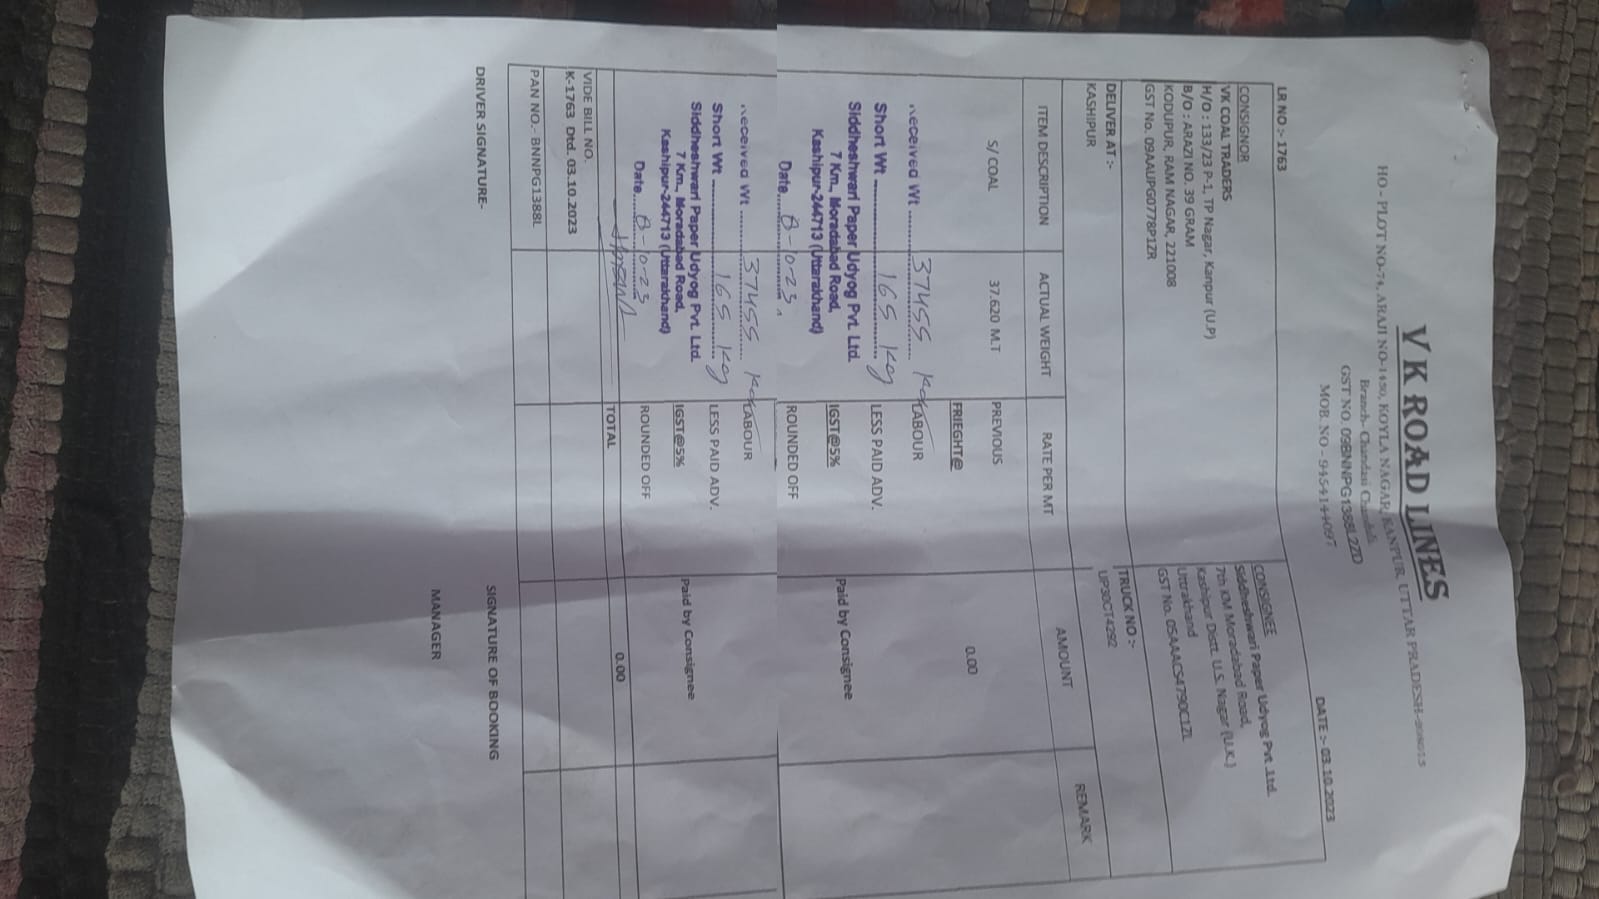 V K ROAD LINES
HO - PLOT NO-74, ARAJI NO-1450, KOYLA NAGAR, KANPUR, UTTAR PRADESH-208013
Branch- Chandasi
GST NO. 09BNNPG1388L2ZD
MOB. NO - 9454144097
LR NO :- 1763
DATE :- 03.10.2023
CONSIGNOR
VK COAL TRADERS
H/O : 133/23 P-1, TP Nagar, Kanpur (U.P)
B/O : ARAZI NO. 39 GRAM
KODUPUR, RAM NAGAR, 221008
GST No. 09AAUPG0778P1ZR
CONSIGNEE
Siddheshwari Paper Udyog Pvt .Ltd.
7th KM Moradabad Road,
Kashipur Distt. U.S. Nagar (U.K.)
Uttrakhand
GST No. 05AAACS4790C1ZL
DELIVER AT :-
KASHIPUR
TRUCK NO :-
UP30CT4292
ITEM DESCRIPTION ACTUAL WEIGHT RATE PER MT AMOUNT REMARK
S/ COAL 37.620 M.T PREVIOUS
FRIEGHT@ 0.00
Received Wt ........ 37455 Kg LABOUR
Short Wt ........ 165 Kg LESS PAID ADV.
Siddheshwari Paper Udyog Pvt. Ltd.
7 Km., Moradabad Road,
Kashipur-244713 (Uttarakhand)
IGST@5% Paid by Consignee
Date........ 8-10-23 ROUNDED OFF
Received Wt ........ 37455 Kg LABOUR
Short Wt ........ 165 Kg LESS PAID ADV.
Siddheshwari Paper Udyog Pvt. Ltd.
7 Km., Moradabad Road,
Kashipur-244713 (Uttarakhand)
IGST@5% Paid by Consignee
Date........ 8-10-23 ROUNDED OFF
TOTAL 0.00
VIDE BILL NO.
K-1763 Dtd. 03.10.2023
PAN NO.- BNNPG1388L
DRIVER SIGNATURE-
SIGNATURE OF BOOKING
MANAGER